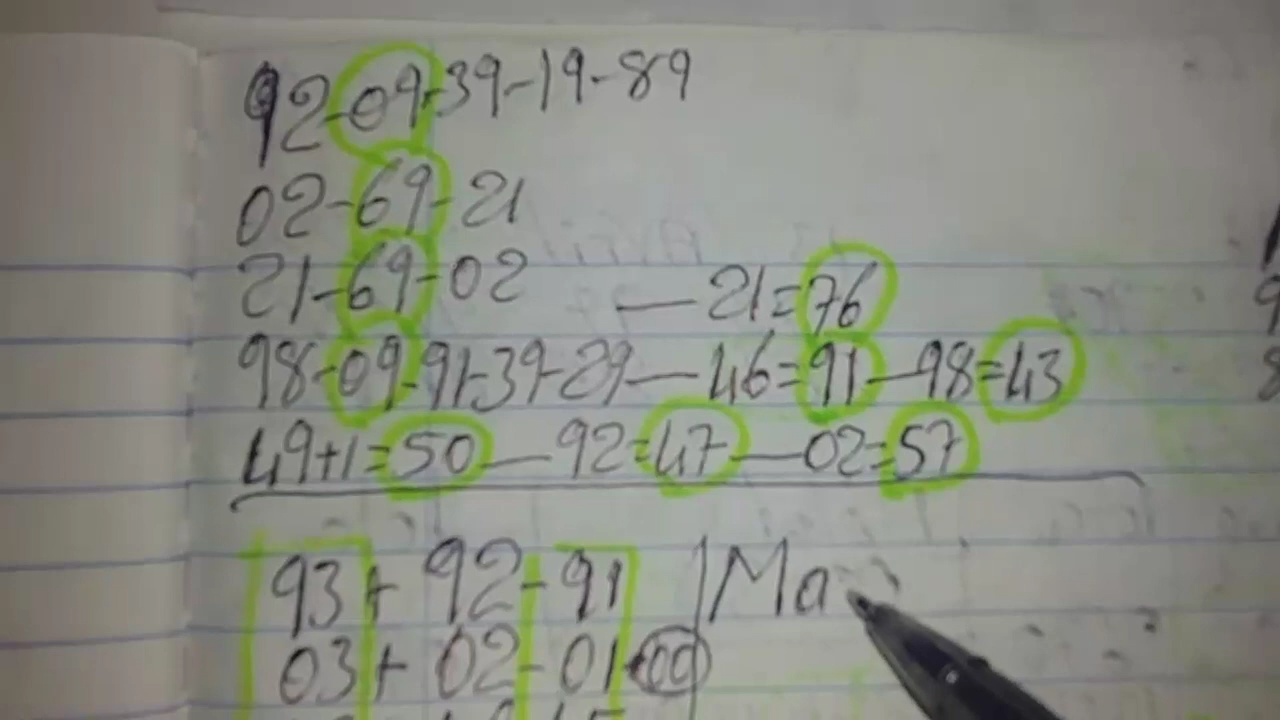 92-09-39-19-89
02-69-21
21-69-02 — 21=76
98-09-91-39-29 — 46=91 — 98=43
49+1=50 — 92=47 — 02=57
93+ 92-91 Ma
03+ 02-01-00